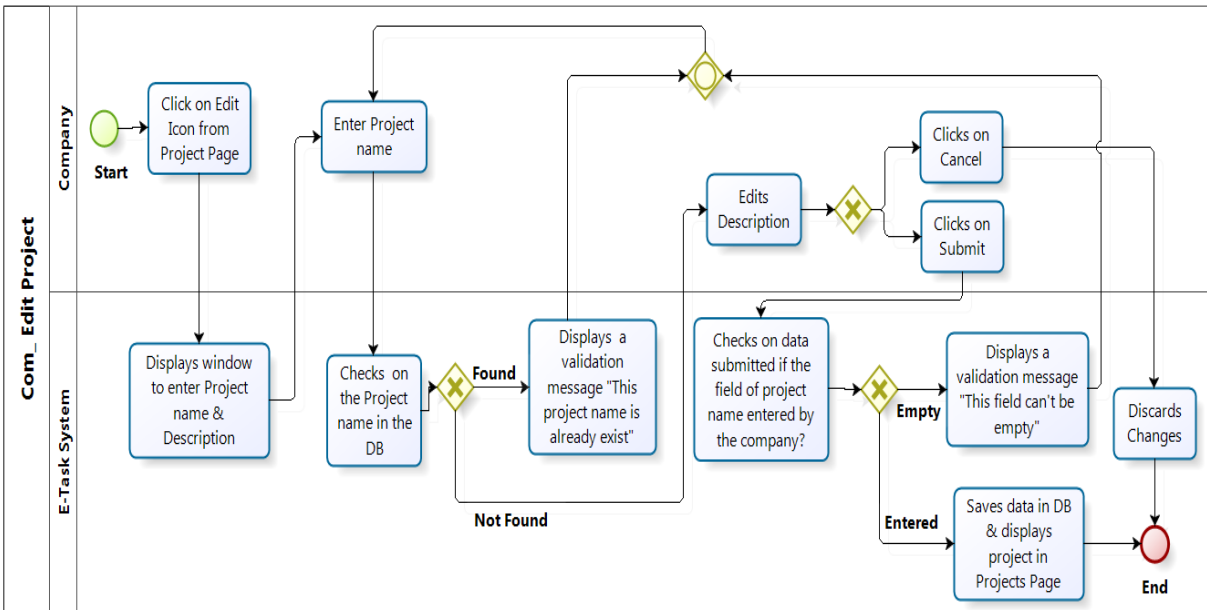 Com_ Edit Project
Company
Start
Click on Edit
Icon from
Project Page
Enter Project
name
Edits
Description
Clicks on
Cancel
Clicks on
Submit
E-Task System
Displays window
to enter Project
name &
Description
Checks on
the Project
name in the
DB
Found
Not Found
Displays a
validation
message "This
project name is
already exist"
Checks on data
submitted if the
field of project
name entered by
the company?
Empty
Entered
Displays a
validation message
"This field can't be
empty"
Discards
Changes
Saves data in DB
& displays
project in
Projects Page
End